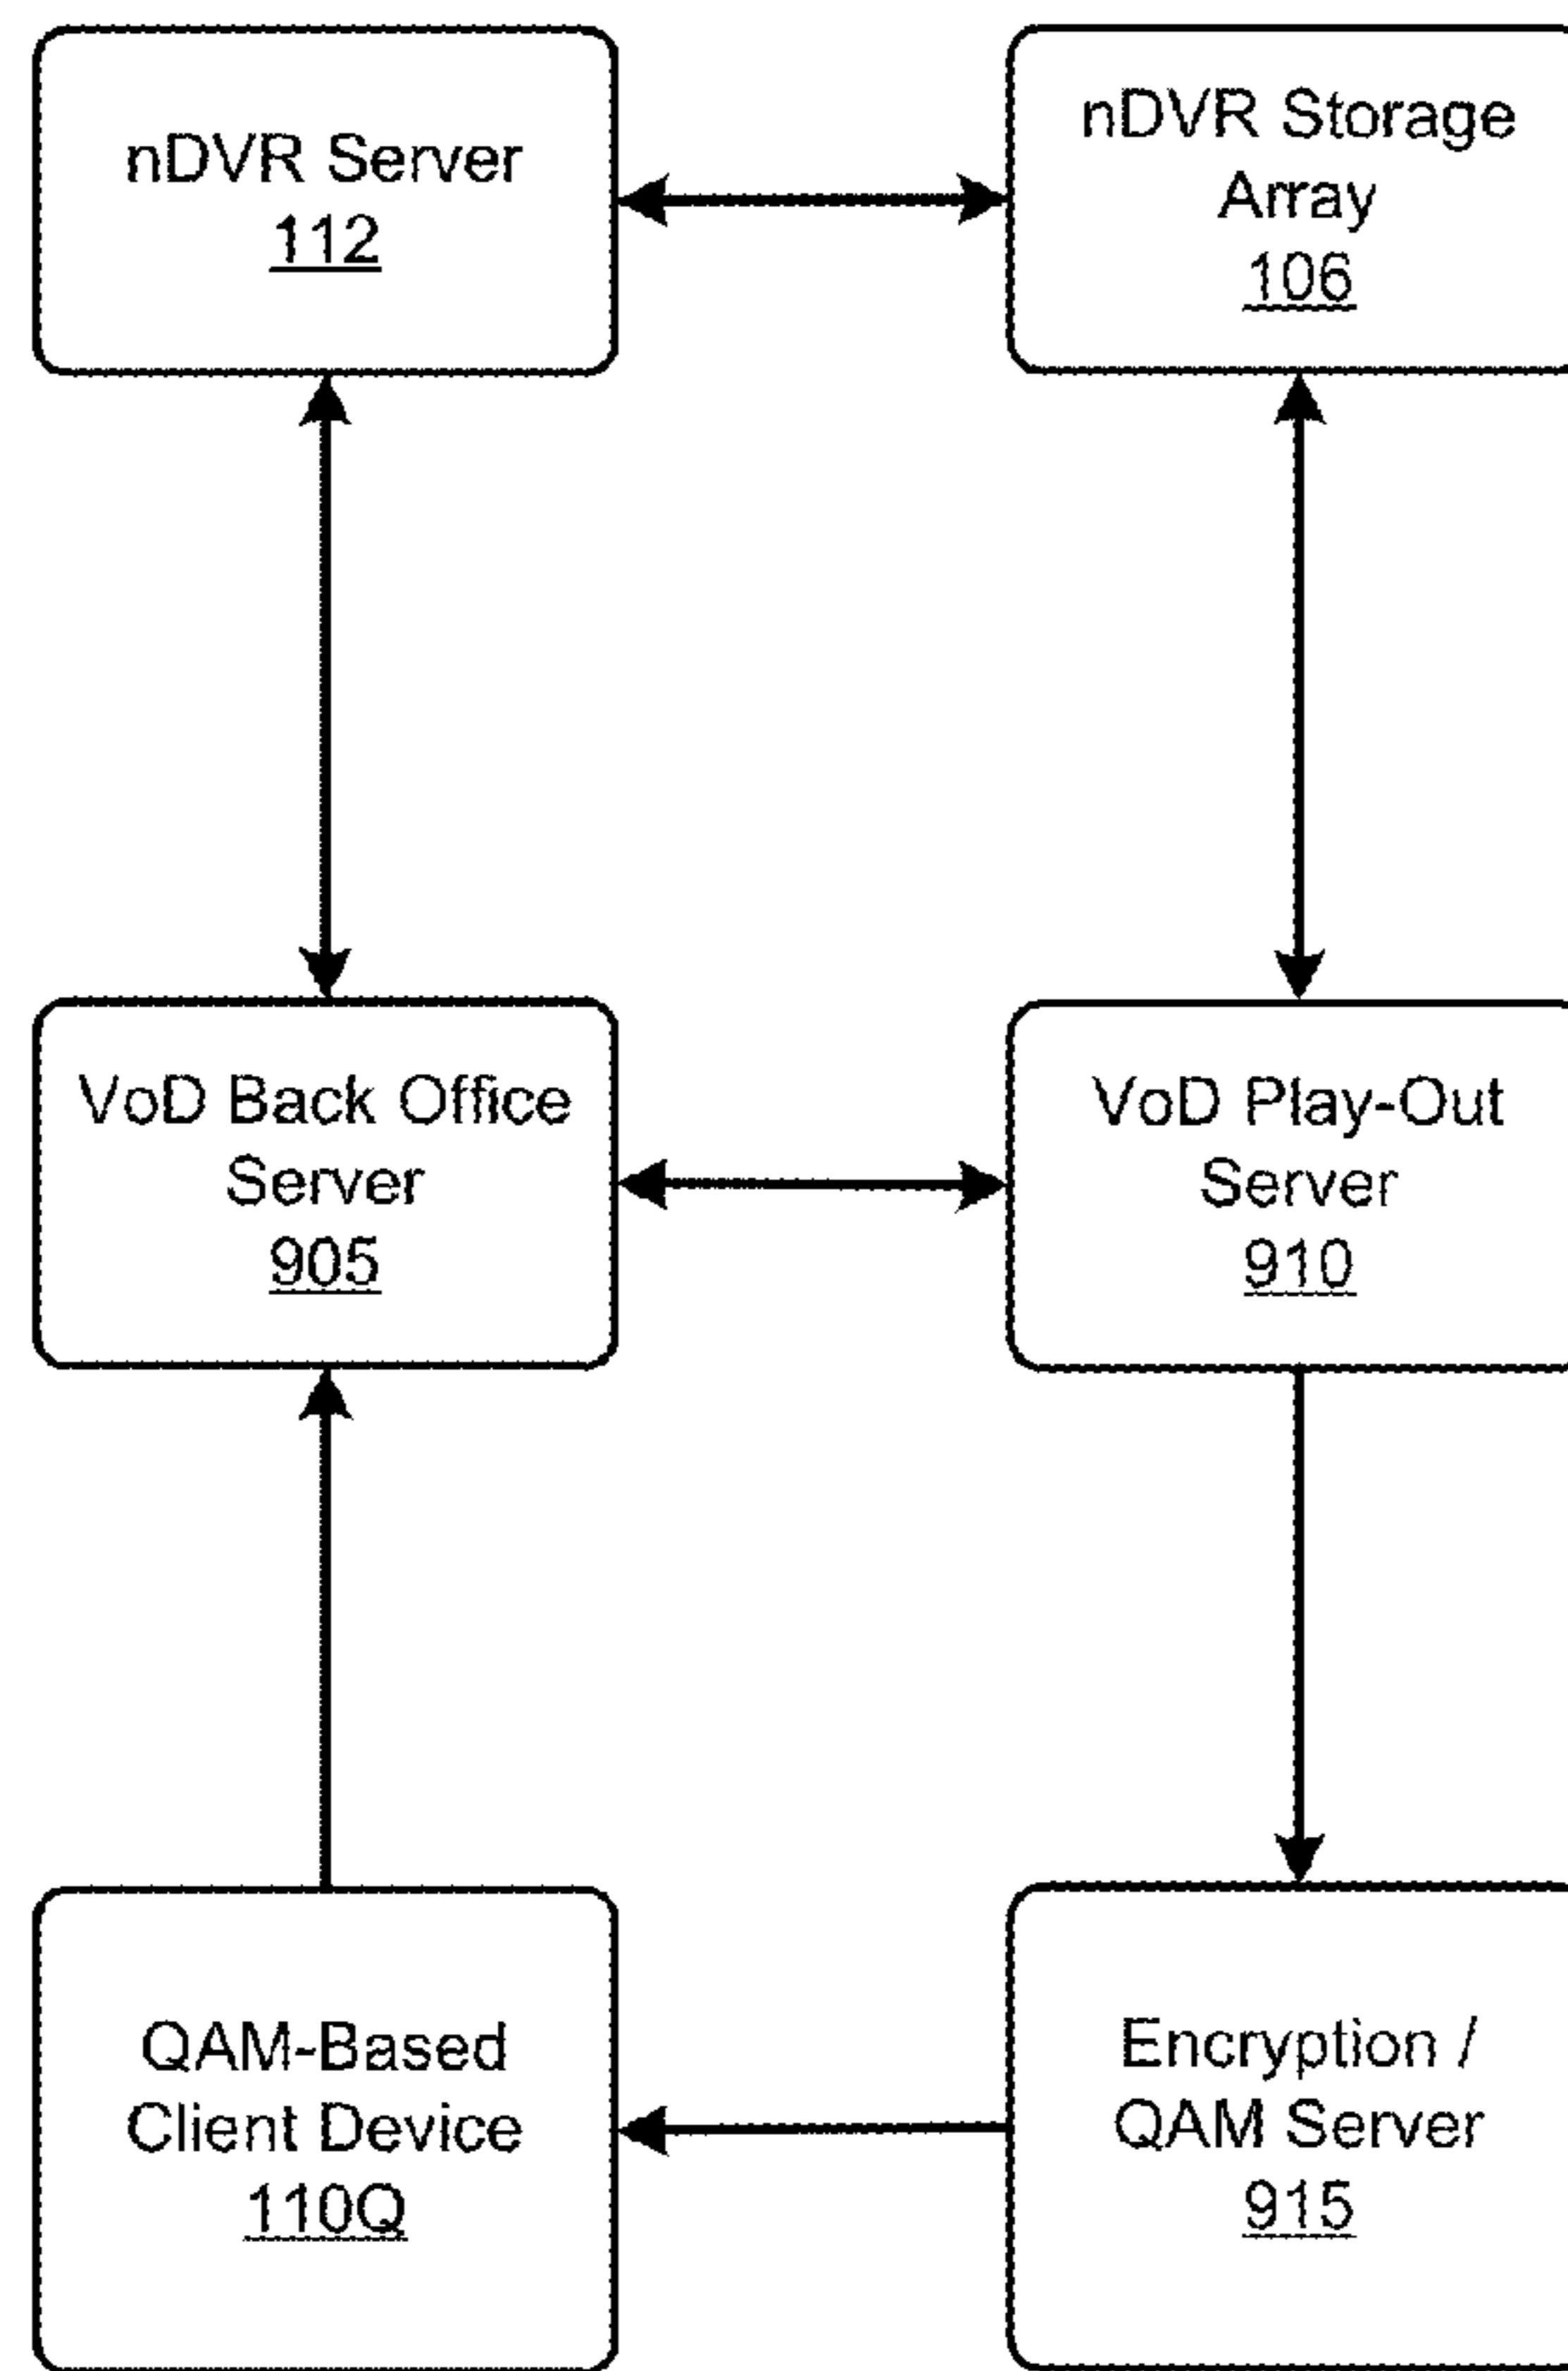 nDVR Server
112
nDVR Storage
Array
106
VoD Back Office
Server
905
VoD Play-Out
Server
910
QAM-Based
Client Device
110Q
Encryption /
QAM Server
915